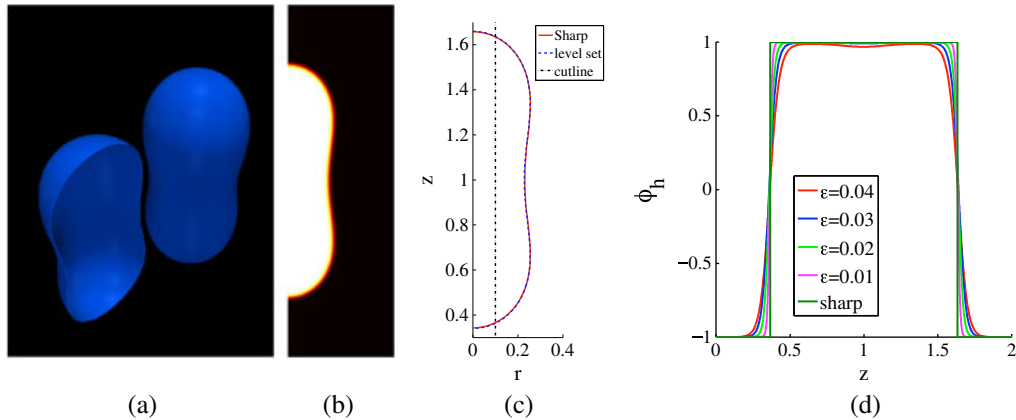 1.6
1.4
1.2
1
0.8
0.6
0.4
z
0 0.2 0.4
r
Sharp
level set
cutline
1
0.5
0
−0.5
−1
ϕh
0 0.5 1 1.5 2
z
ε=0.04
ε=0.03
ε=0.02
ε=0.01
sharp
(a) (b) (c) (d)